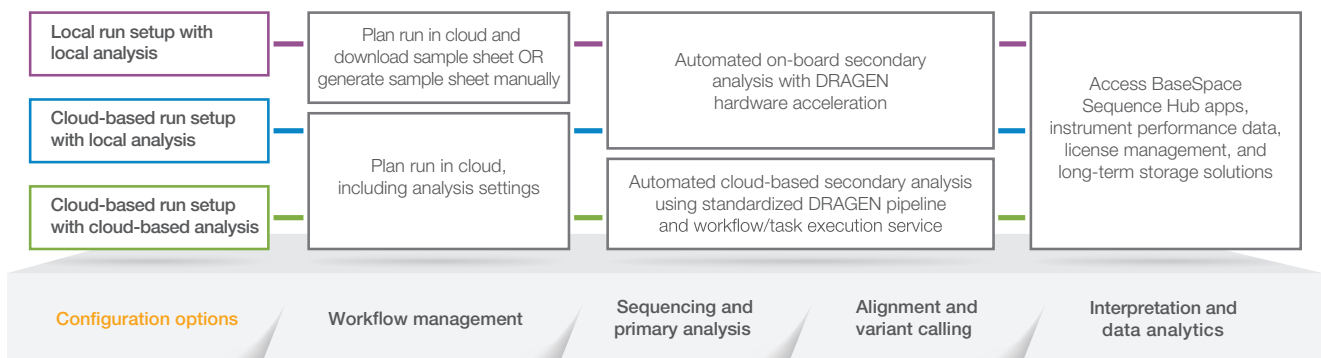 Local run setup with
local analysis
Plan run in cloud and
download sample sheet OR
generate sample sheet manually
Automated on-board secondary
analysis with DRAGEN
hardware acceleration
Access BaseSpace
Sequence Hub apps,
instrument performance data,
license management, and
long-term storage solutions
Cloud-based run setup
with local analysis
Plan run in cloud,
including analysis settings
Cloud-based run setup
with cloud-based analysis
Automated cloud-based secondary analysis
using standardized DRAGEN pipeline
and workflow/task execution service
Configuration options
Workflow management
Sequencing and
primary analysis
Alignment and
variant calling
Interpretation and
data analytics